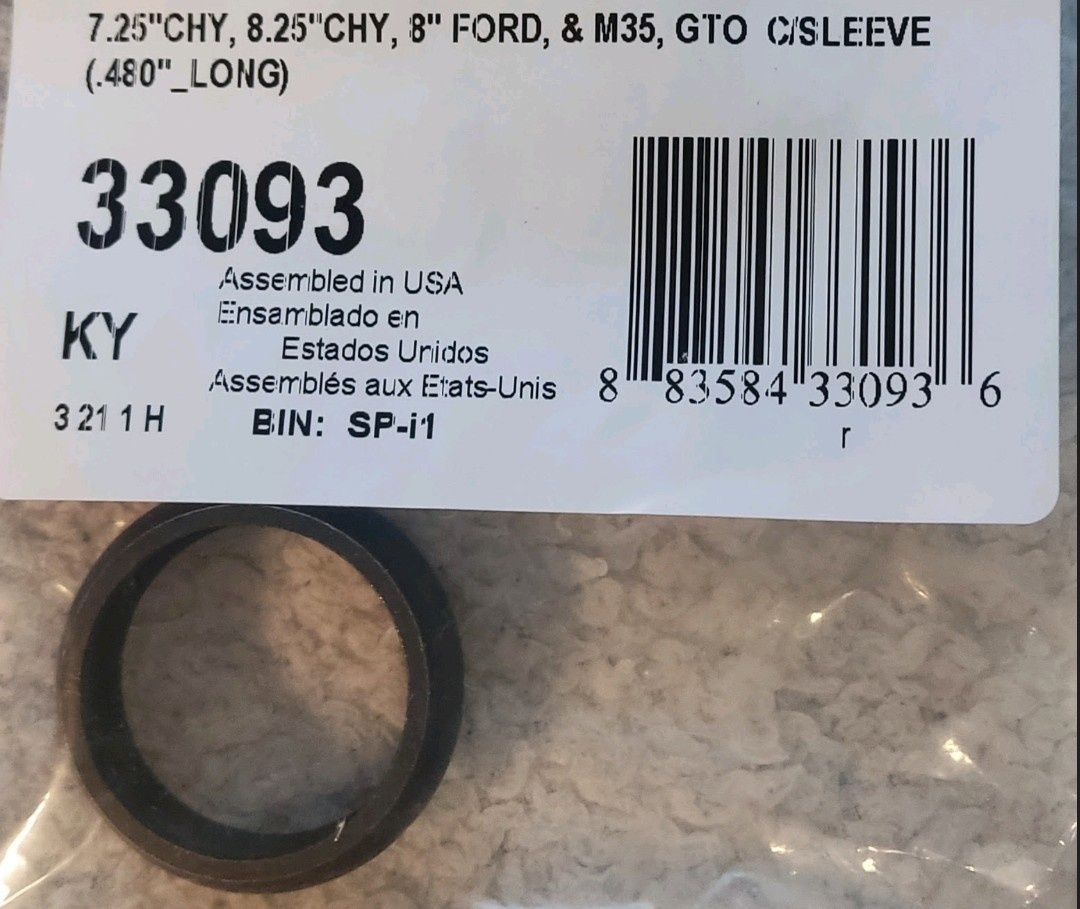 7.25"CHY, 8.25"CHY, 8" FORD, & M35, GTO C/SLEEVE
(.480"_LONG)
33093
Assembled in USA
Ensamblado en
Estados Unidos
KY
Assemblés aux Etats-Unis
3 21 1 H
BIN: SP-i1
8 83584 33093 6
r